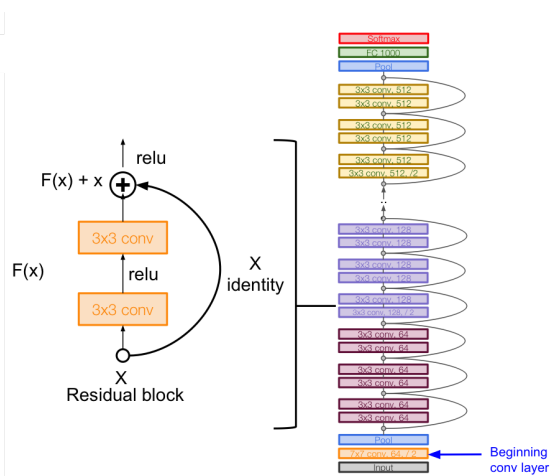 relu
F(x) + x
3x3 conv
F(x)
relu
3x3 conv
X
Residual block
X
identity
Softmax
FC 1000
Pool
3x3 conv, 512
3x3 conv, 512
3x3 conv, 512
3x3 conv, 512
3x3 conv, 512
3x3 conv, 512, /2
..
3x3 conv, 128
3x3 conv, 128
3x3 conv, 128
3x3 conv, 128
3x3 conv, 128
3x3 conv, 128, / 2
3x3 conv, 64
3x3 conv, 64
3x3 conv, 64
3x3 conv, 64
3x3 conv, 64
3x3 conv, 64
Pool
7x7 conv, 64, / 2
Input
Beginning
conv layer